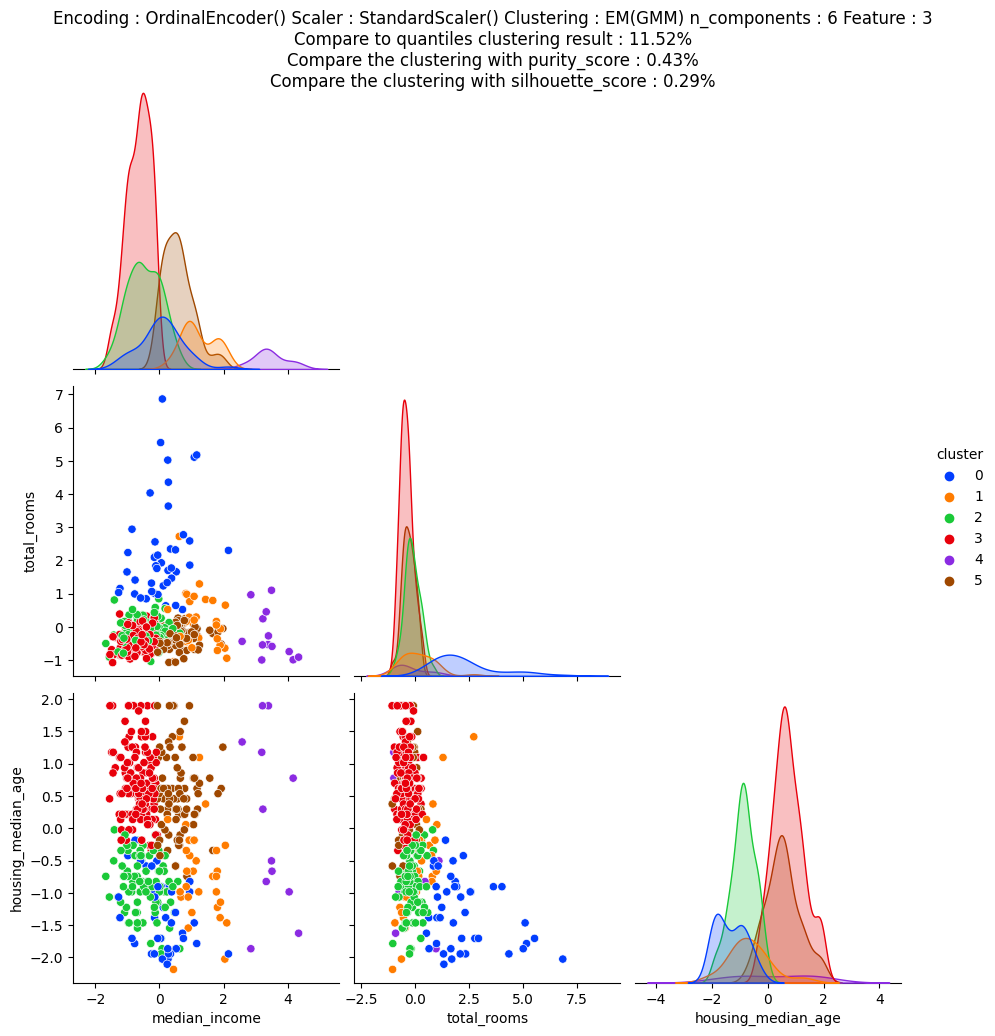 Encoding : OrdinalEncoder() Scaler : StandardScaler() Clustering : EM(GMM) n_components : 6 Feature : 3
Compare to quantiles clustering result : 11.52%
Compare the clustering with purity_score : 0.43%
Compare the clustering with silhouette_score : 0.29%
−2 0 2 4
total_rooms
7
6
5
4
3
2
1
0
−1
cluster
0
1
2
3
4
5
housing_median_age
2.0
1.5
1.0
0.5
0.0
−0.5
−1.0
−1.5
−2.0
−2 0 2 4
median_income
−2.5 0.0 2.5 5.0 7.5
total_rooms
−4 −2 0 2 4
housing_median_age